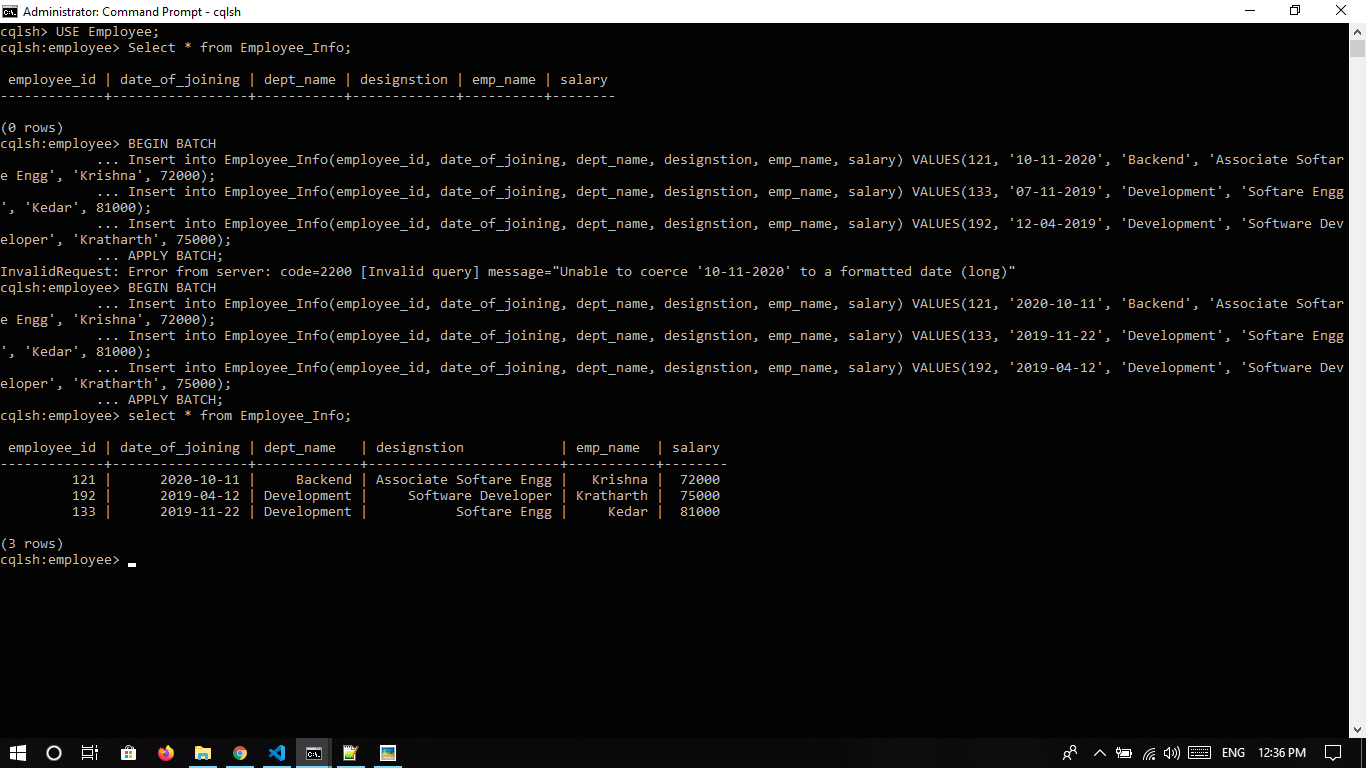 Administrator: Command Prompt - cqlsh
cqlsh> USE Employee;
cqlsh:employee> Select * from Employee_Info;
 employee_id | date_of_joining | dept_name | designstion | emp_name | salary
-------------+-----------------+-----------+-------------+----------+--------
(0 rows)
cqlsh:employee> BEGIN BATCH
            ... Insert into Employee_Info(employee_id, date_of_joining, dept_name, designstion, emp_name, salary) VALUES(121, '10-11-2020', 'Backend', 'Associate Softar
e Engg', 'Krishna', 72000);
            ... Insert into Employee_Info(employee_id, date_of_joining, dept_name, designstion, emp_name, salary) VALUES(133, '07-11-2019', 'Development', 'Softare Engg
', 'Kedar', 81000);
            ... Insert into Employee_Info(employee_id, date_of_joining, dept_name, designstion, emp_name, salary) VALUES(192, '12-04-2019', 'Development', 'Software Dev
eloper', 'Kratharth', 75000);
            ... APPLY BATCH;
InvalidRequest: Error from server: code=2200 [Invalid query] message="Unable to coerce '10-11-2020' to a formatted date (long)"
cqlsh:employee> BEGIN BATCH
            ... Insert into Employee_Info(employee_id, date_of_joining, dept_name, designstion, emp_name, salary) VALUES(121, '2020-10-11', 'Backend', 'Associate Softar
e Engg', 'Krishna', 72000);
            ... Insert into Employee_Info(employee_id, date_of_joining, dept_name, designstion, emp_name, salary) VALUES(133, '2019-11-22', 'Development', 'Softare Engg
', 'Kedar', 81000);
            ... Insert into Employee_Info(employee_id, date_of_joining, dept_name, designstion, emp_name, salary) VALUES(192, '2019-04-12', 'Development', 'Software Dev
eloper', 'Kratharth', 75000);
            ... APPLY BATCH;
cqlsh:employee> select * from Employee_Info;
 employee_id | date_of_joining | dept_name   | designstion            | emp_name  | salary
-------------+-----------------+-------------+------------------------+-----------+--------
         121 |      2020-10-11 |     Backend | Associate Softare Engg |   Krishna |  72000
         192 |      2019-04-12 | Development |     Software Developer | Kratharth |  75000
         133 |      2019-11-22 | Development |           Softare Engg |     Kedar |  81000
(3 rows)
cqlsh:employee>
ENG 12:36 PM